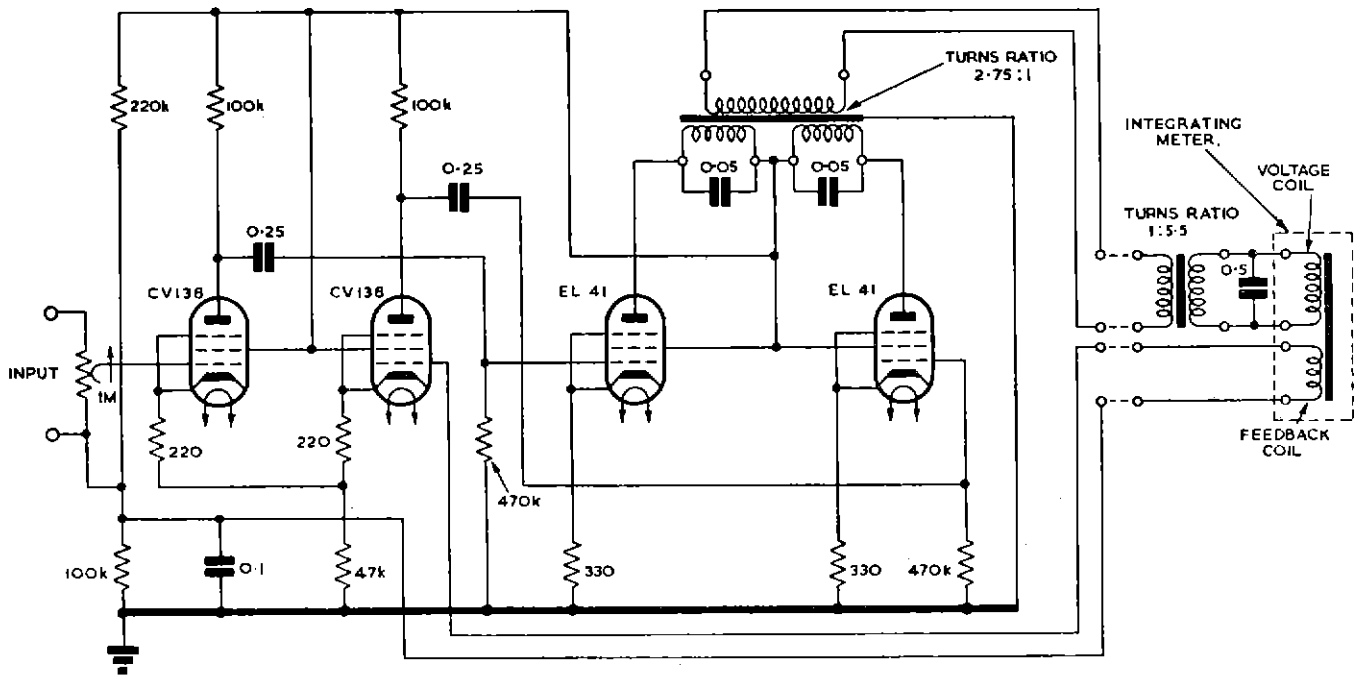 TURNS RATIO
2·75:1
220k
100k
100k
INTEGRATING
METER.
VOLTAGE
COIL
0·25
0·05
0·05
TURNS RATIO
1:5·5
0·25
0·5
CV138
CV138
EL 41
EL 41
INPUT
1M
220
220
470k
FEEDBACK
COIL
100k
0·1
47k
330
330
470k